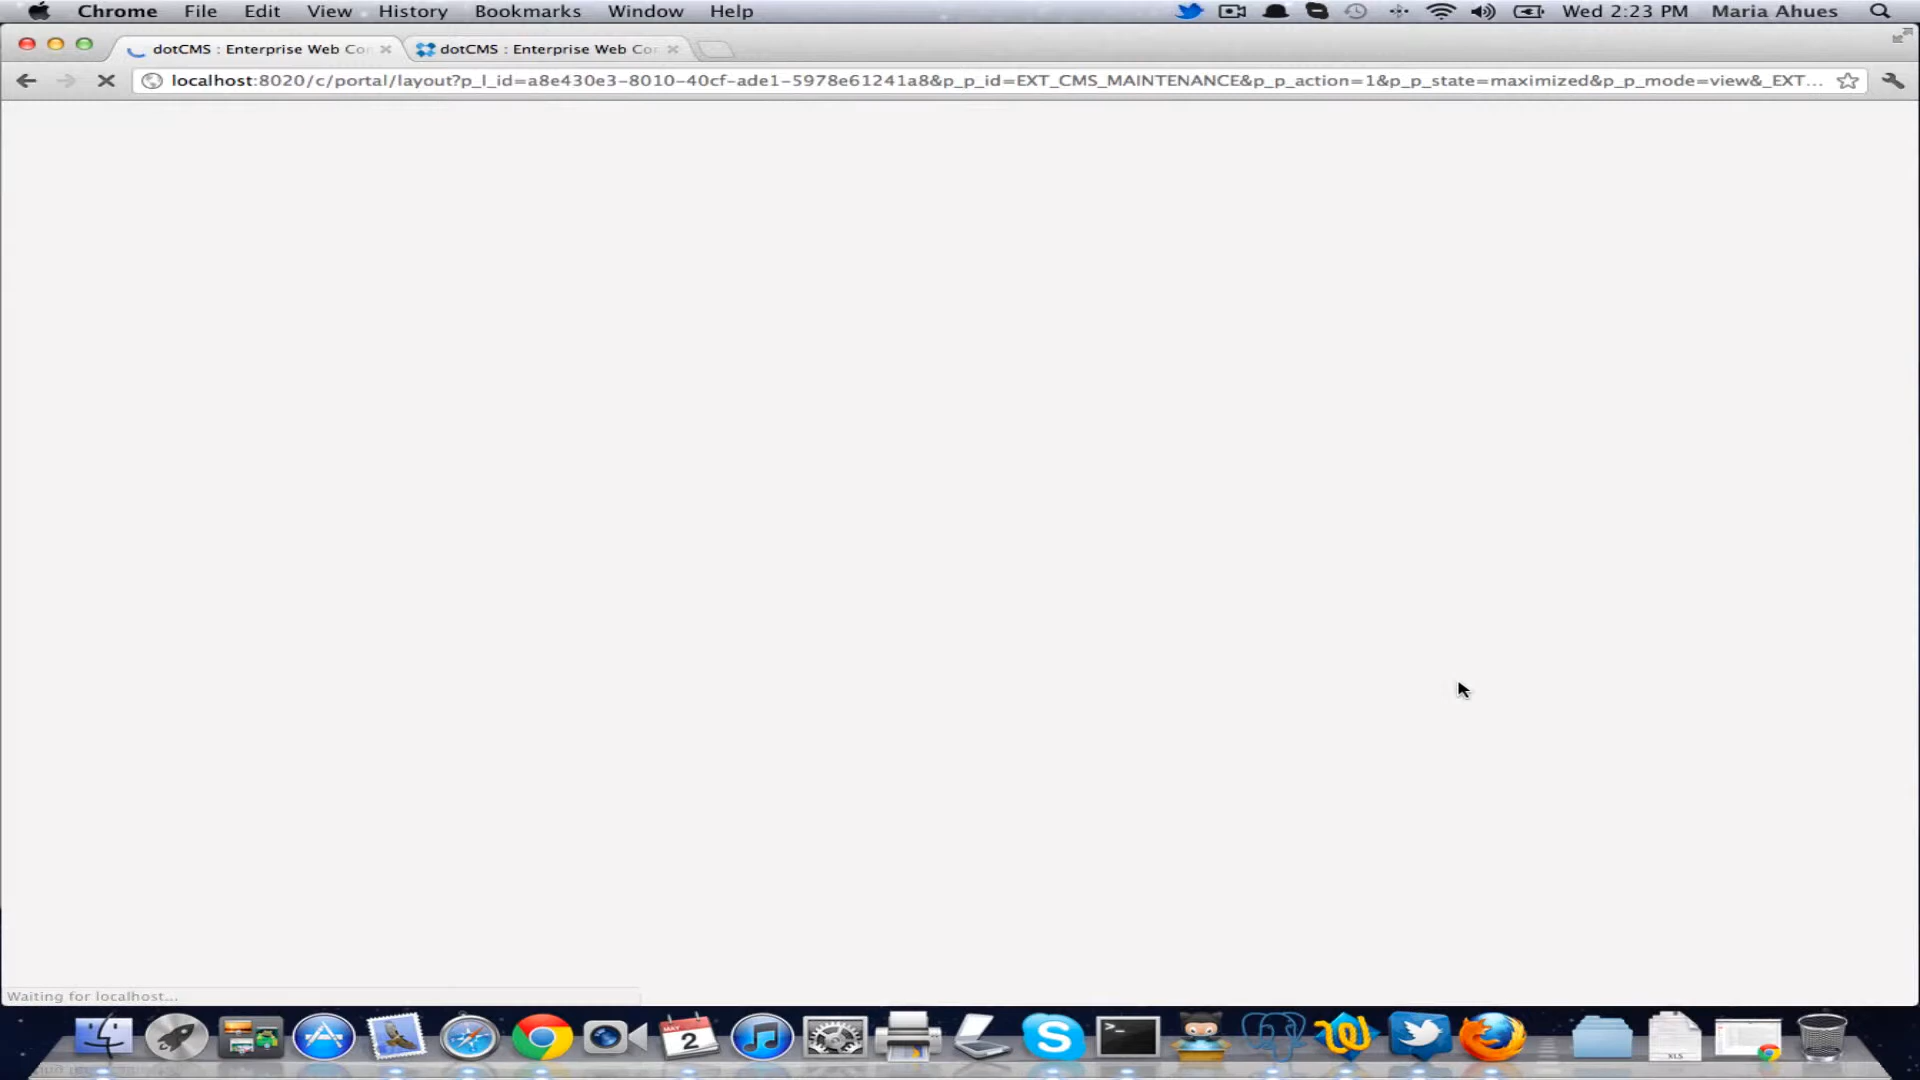 Chrome File Edit View History Bookmarks Window Help Wed 2:23 PM Maria Ahues
dotCMS : Enterprise Web Co dotCMS : Enterprise Web Co
localhost:8020/c/portal/layout?p_l_id=a8e430e3-8010-40cf-ade1-5978e61241a8&p_p_id=EXT_CMS_MAINTENANCE&p_p_action=1&p_p_state=maximized&p_p_mode=view&_EXT...
Waiting for localhost...
MAY
2
>_
XLS